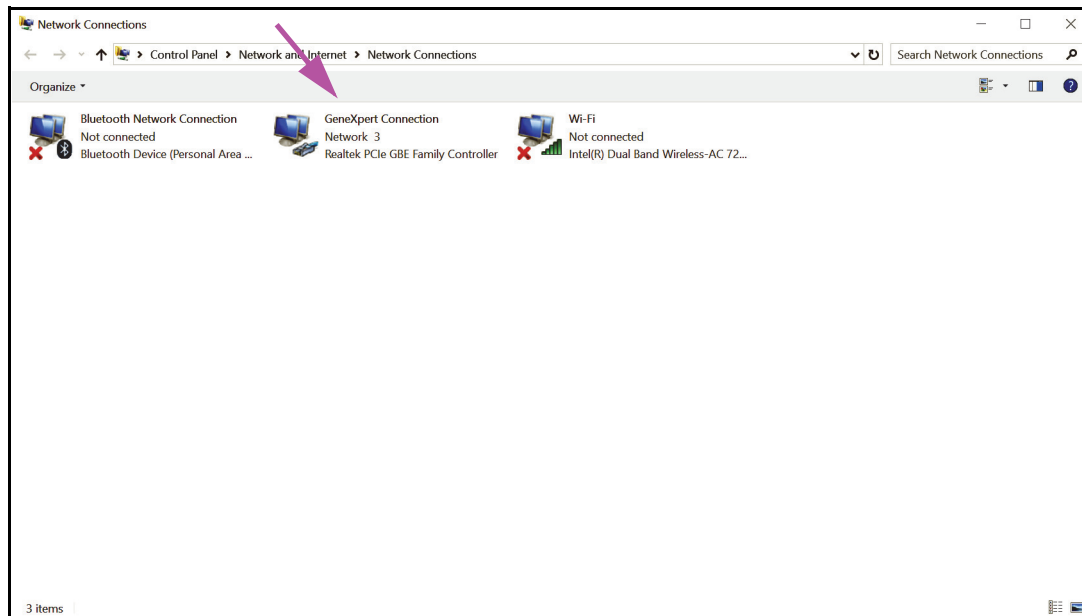 Network Connections
Control Panel > Network and Internet > Network Connections
Search Network Connections
Organize
Bluetooth Network Connection
Not connected
Bluetooth Device (Personal Area ...
GeneXpert Connection
Network 3
Realtek PCIe GBE Family Controller
Wi-Fi
Not connected
Intel(R) Dual Band Wireless-AC 72...
3 items